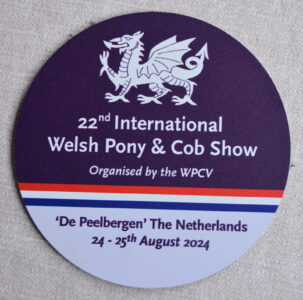 22nd International
Welsh Pony & Cob Show
Organised by the WPCV
‘De Peelbergen’ The Netherlands
24 - 25th August 2024